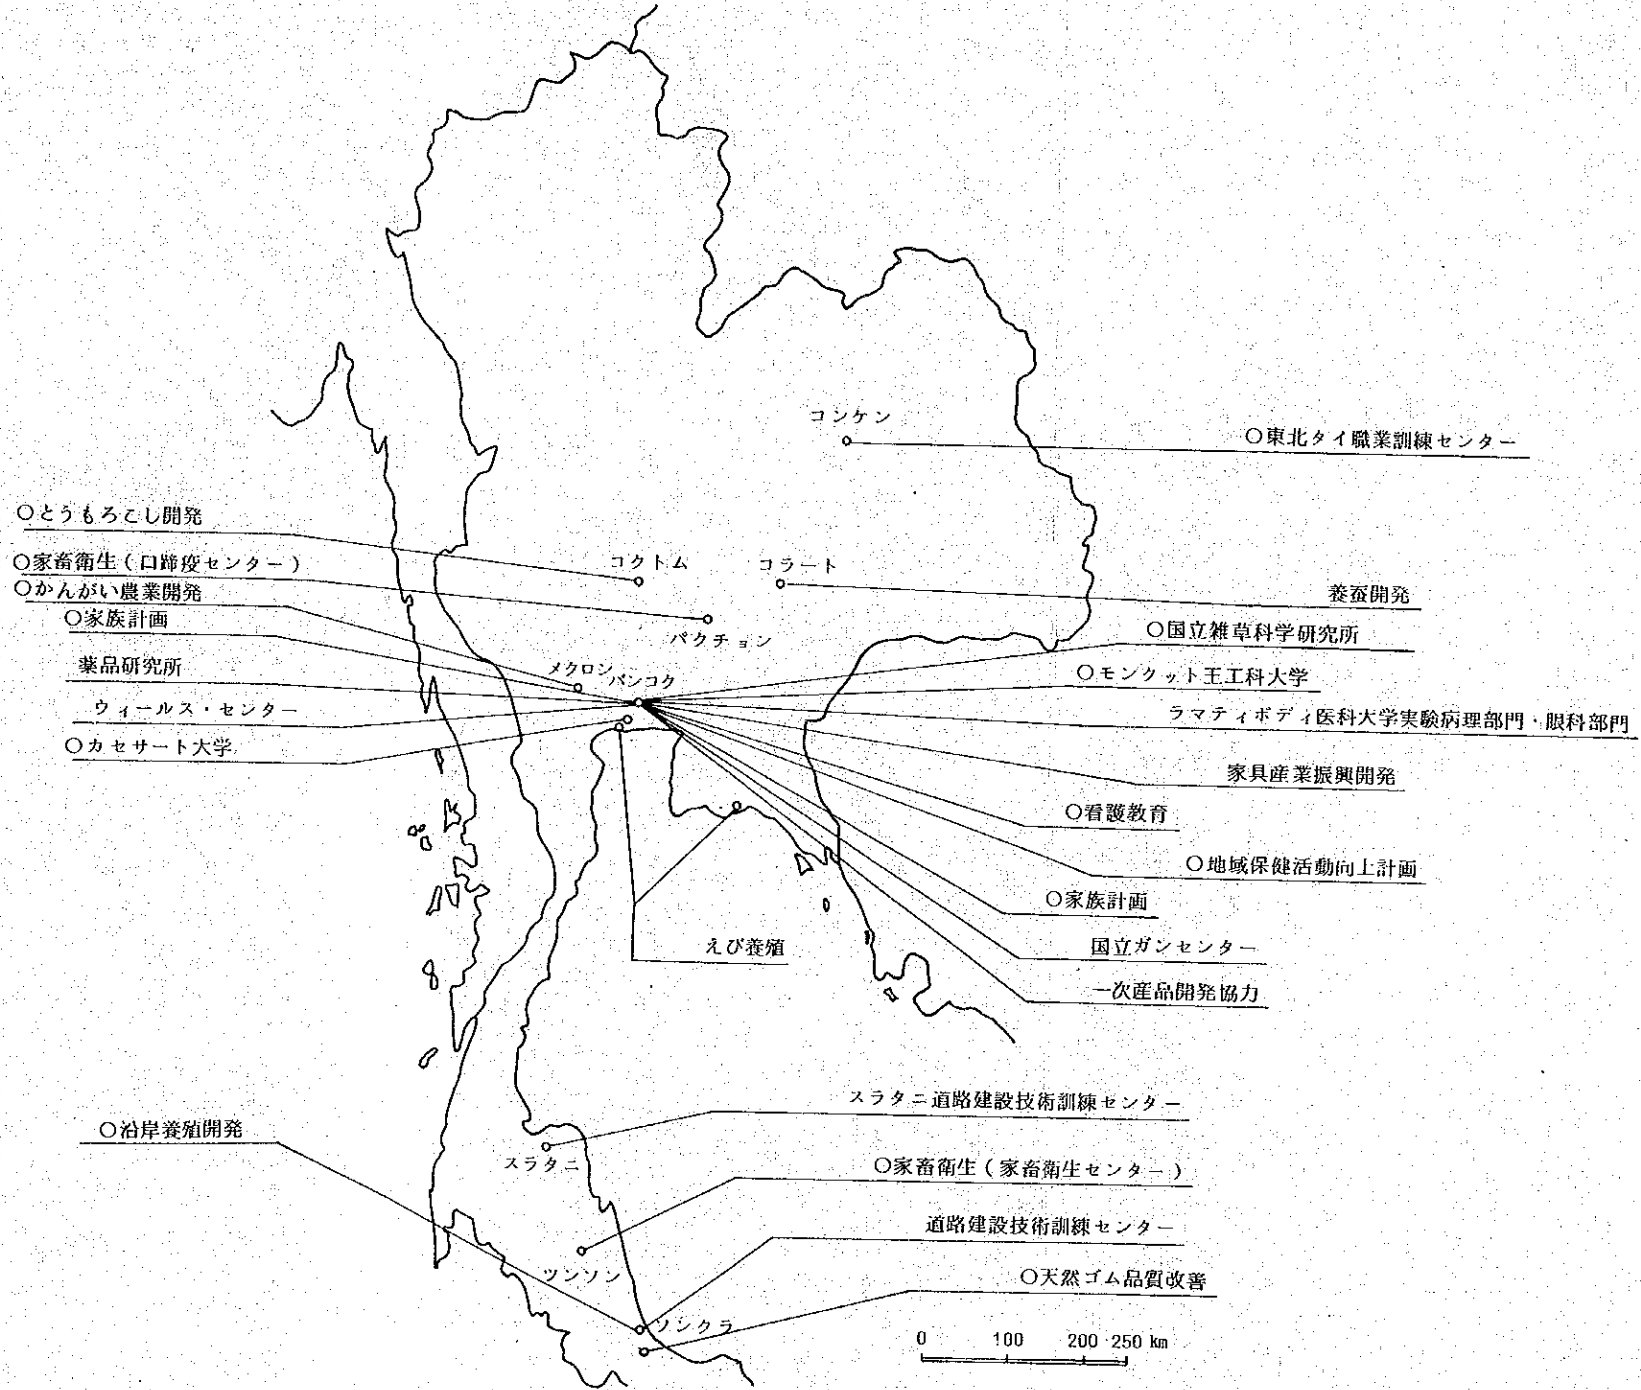 コンケン
○東北タイ職業訓練センター
○とうもろこし開発
○家畜衛生(口蹄疫センター)
○かんがい農業開発
○家族計画
薬品研究所
ウィールス・センター
○カセサート大学
コクトム
コラート
養蚕開発
パクチョン
メクロン
バンコク
○国立雑草科学研究所
○モンクット王工科大学
ラマティボディ医科大学実験病理部門・眼科部門
家具産業振興開発
○看護教育
○地域保健活動向上計画
○家族計画
国立ガンセンター
一次産品開発協力
えび養殖
スラタニ道路建設技術訓練センター
○沿岸養殖開発
スラタニ
○家畜衛生(家畜衛生センター)
道路建設技術訓練センター
ツンソン
○天然ゴム品質改善
ソンクラ
0 100 200 250 km